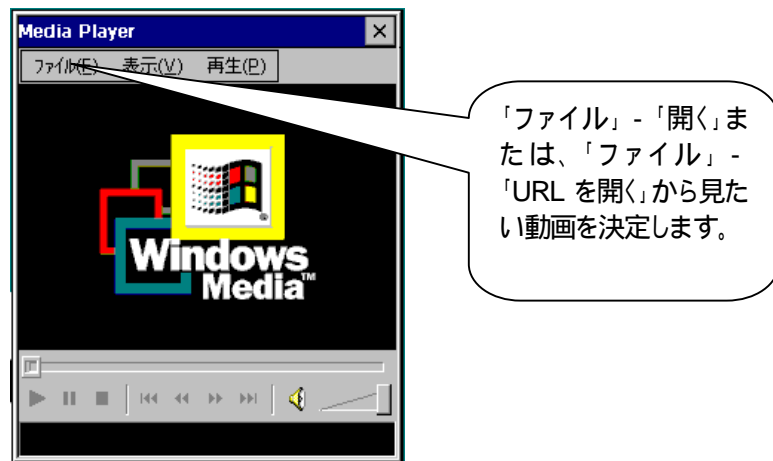 Media Player
ファイル(F) 表示(V) 再生(P)
Windows
Media™
「ファイル」-「開く」ま
たは、「ファイル」-
「URL を開く」から見た
い動画を決定します。